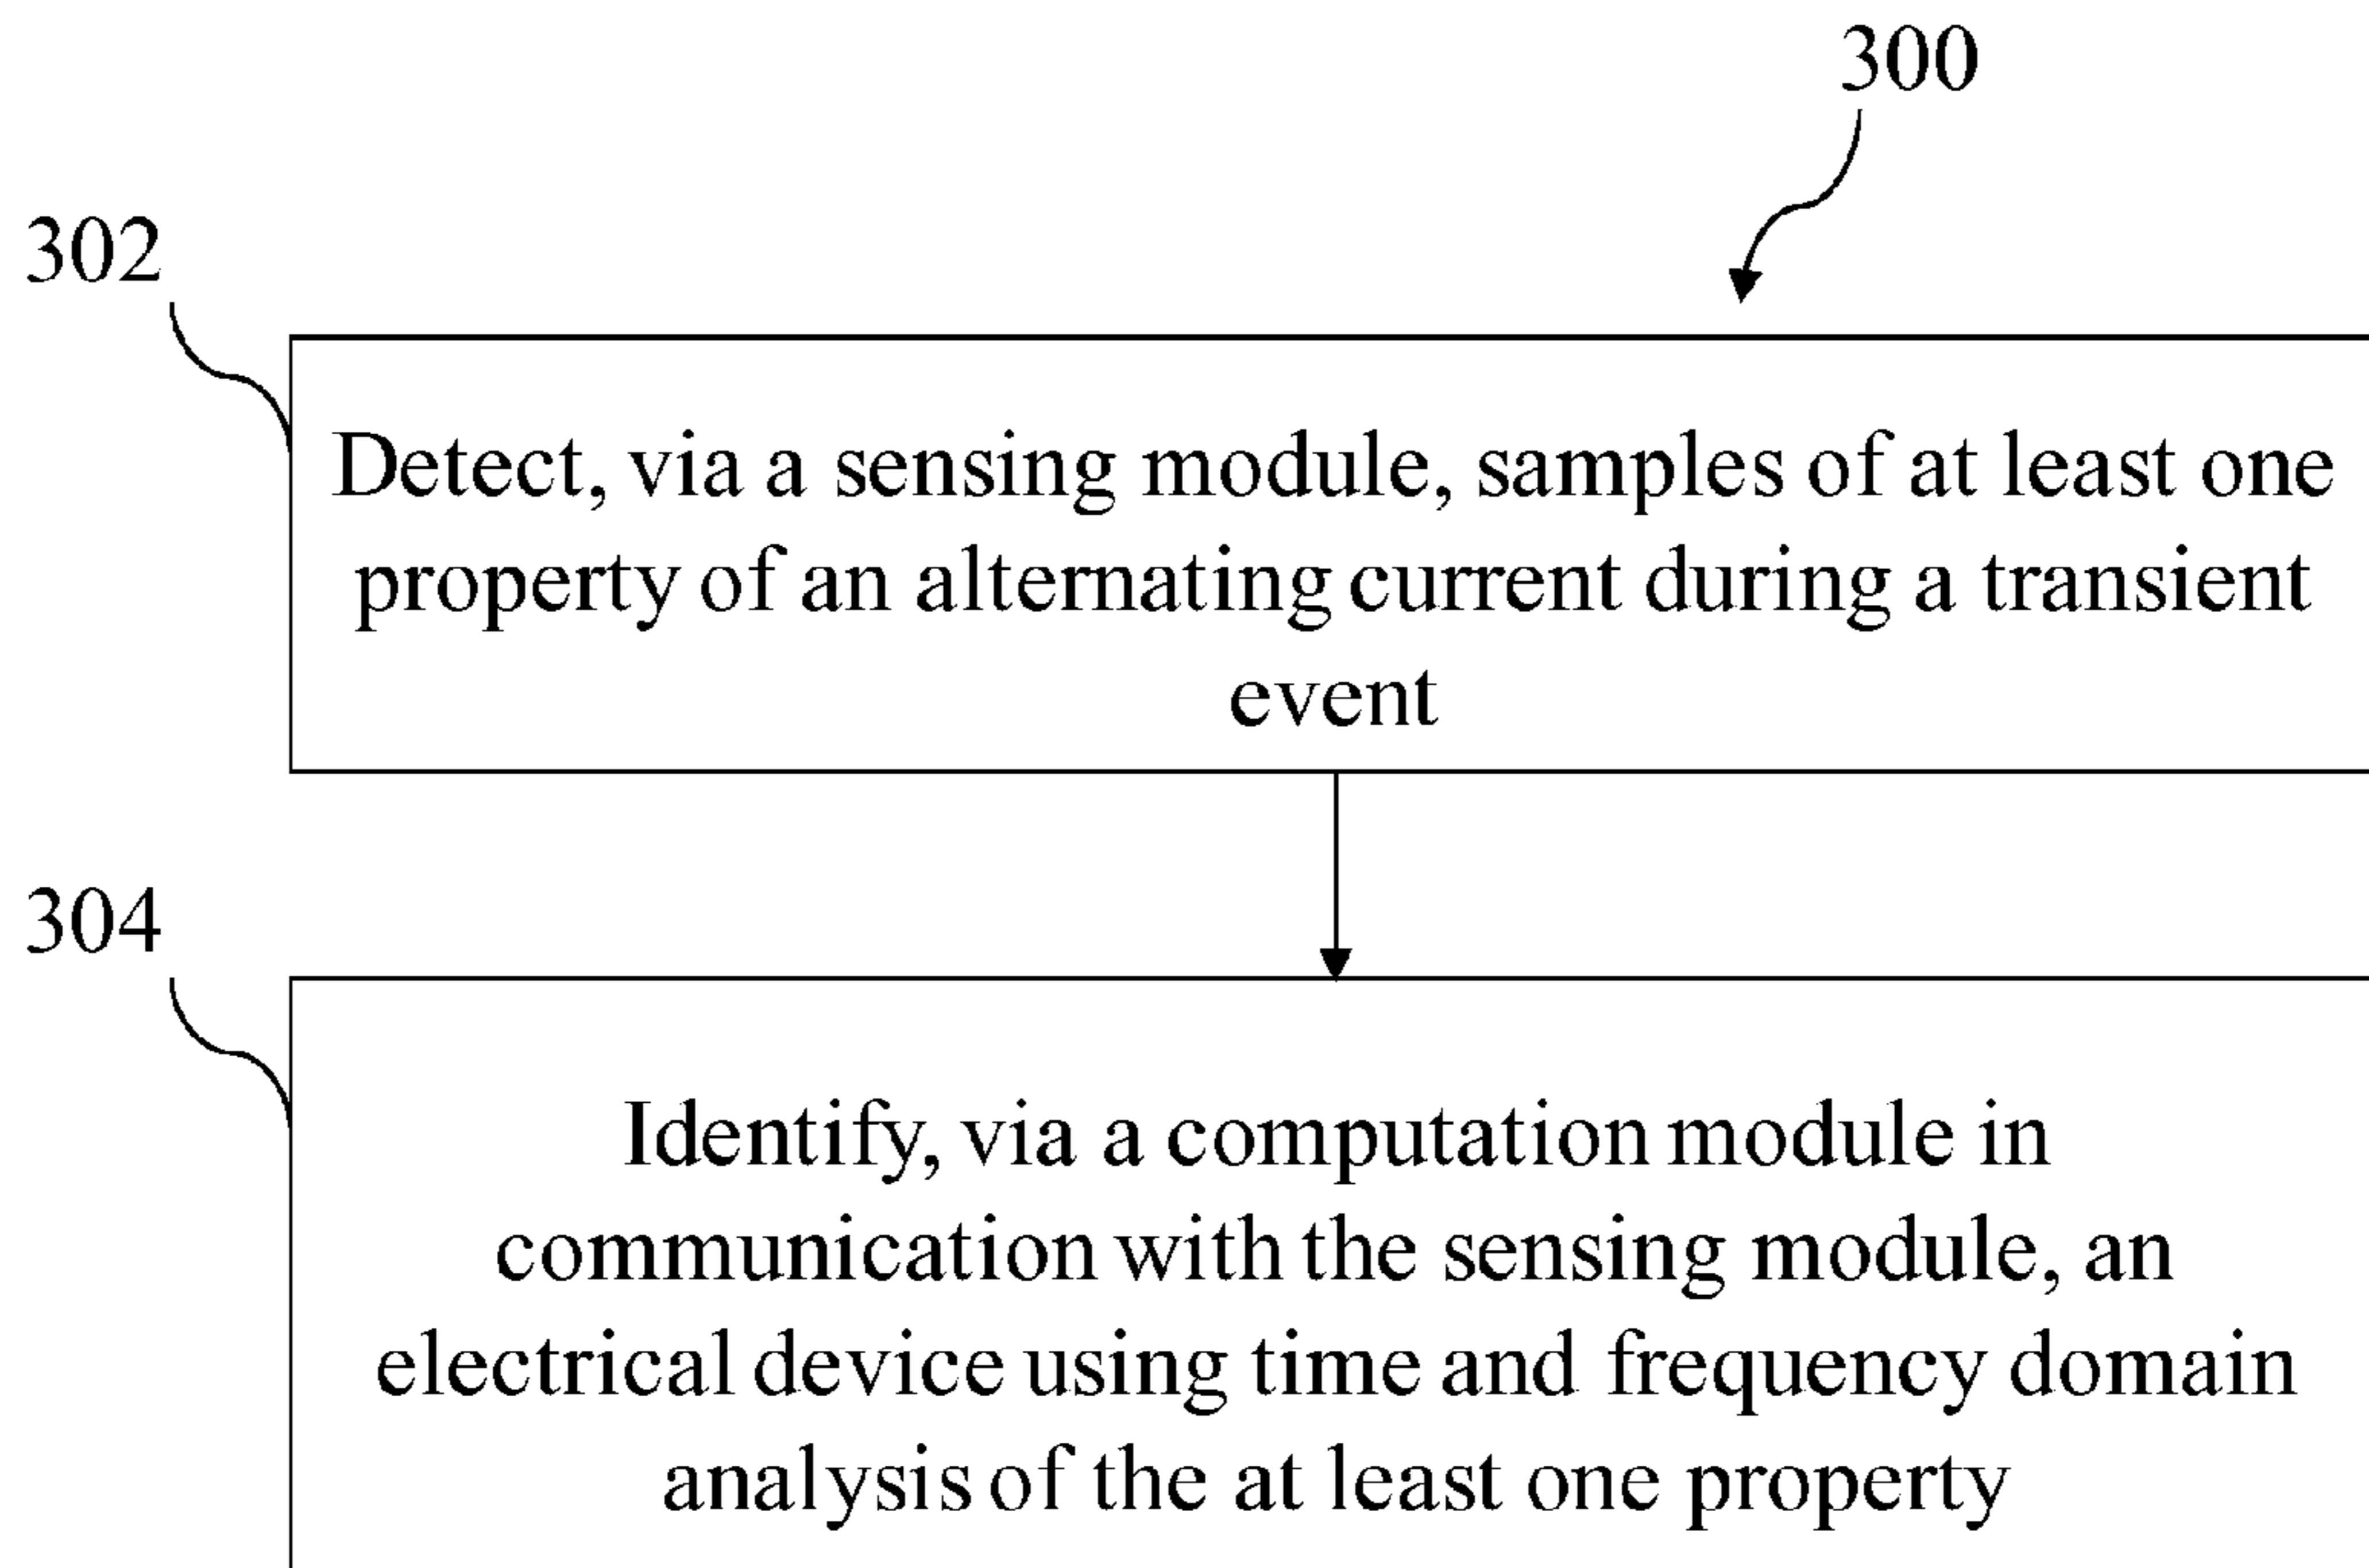 300
302
Detect, via a sensing module, samples of at least one
property of an alternating current during a transient
event
304
Identify, via a computation module in
communication with the sensing module, an
electrical device using time and frequency domain
analysis of the at least one property